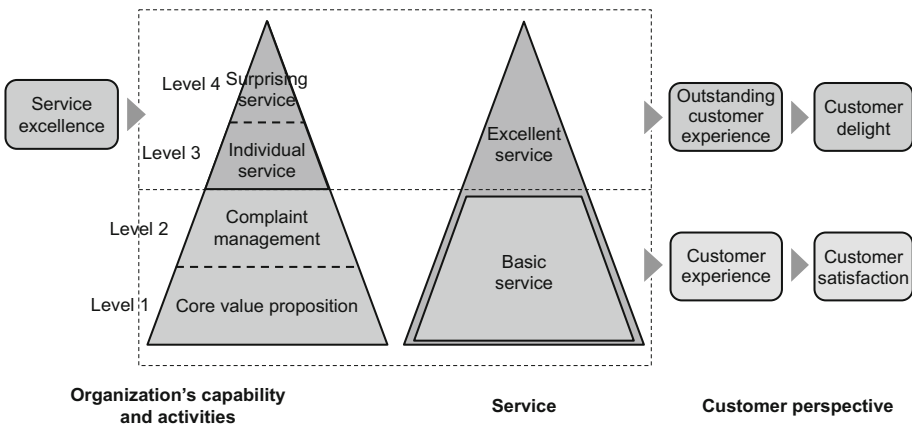 Service
excellence
Level 4
Surprising
service
Level 3
Individual
service
Level 2
Complaint
management
Level 1
Core value proposition
Organization’s capability
and activities
Excellent
service
Basic
service
Service
Outstanding
customer
experience
Customer
delight
Customer
experience
Customer
satisfaction
Customer perspective